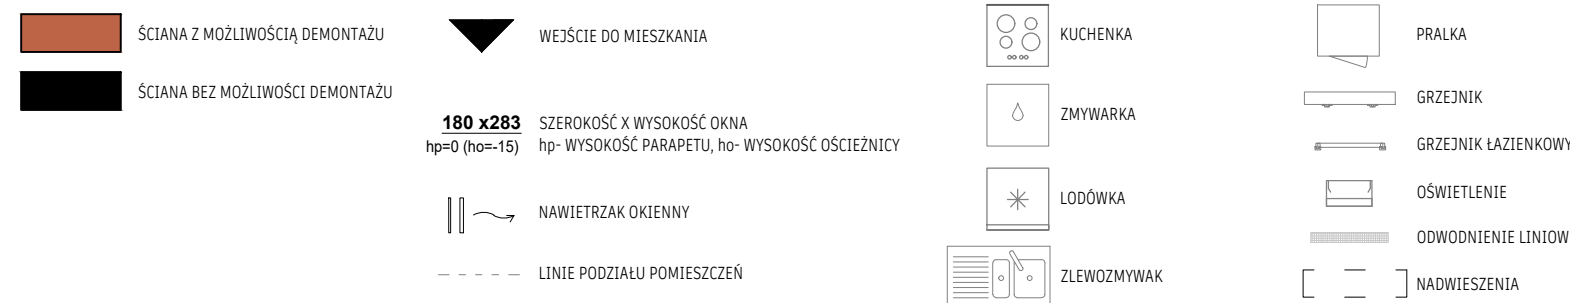 ŚCIANA Z MOŻLIWOŚCIĄ DEMONTAŻU
ŚCIANA BEZ MOŻLIWOŚCI DEMONTAŻU
WEJŚCIE DO MIESZKANIA
180 x283 SZEROKOŚĆ X WYSOKOŚĆ OKNA
hp=0 (ho=-15) hp- WYSOKOŚĆ PARAPETU, ho- WYSOKOŚĆ OŚCIEŻNICY
NAWIETRZAK OKIENNY
LINIE PODZIAŁU POMIESZCZEŃ
KUCHENKA
ZMYWARKA
LODÓWKA
ZLEWOZMYWAK
PRALKA
GRZEJNIK
GRZEJNIK ŁAZIENKOWY
OŚWIETLENIE
ODWODNIENIE LINIOW
NADWIESZENIA